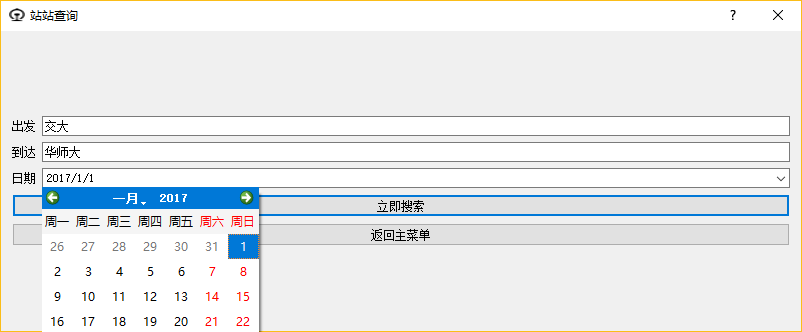 站站查询
出发 交大
到达 华师大
日期 2017/1/1
立即搜索
返回主菜单
一月 2017
周一 周二 周三 周四 周五 周六 周日
26 27 28 29 30 31 1
2 3 4 5 6 7 8
9 10 11 12 13 14 15
16 17 18 19 20 21 22